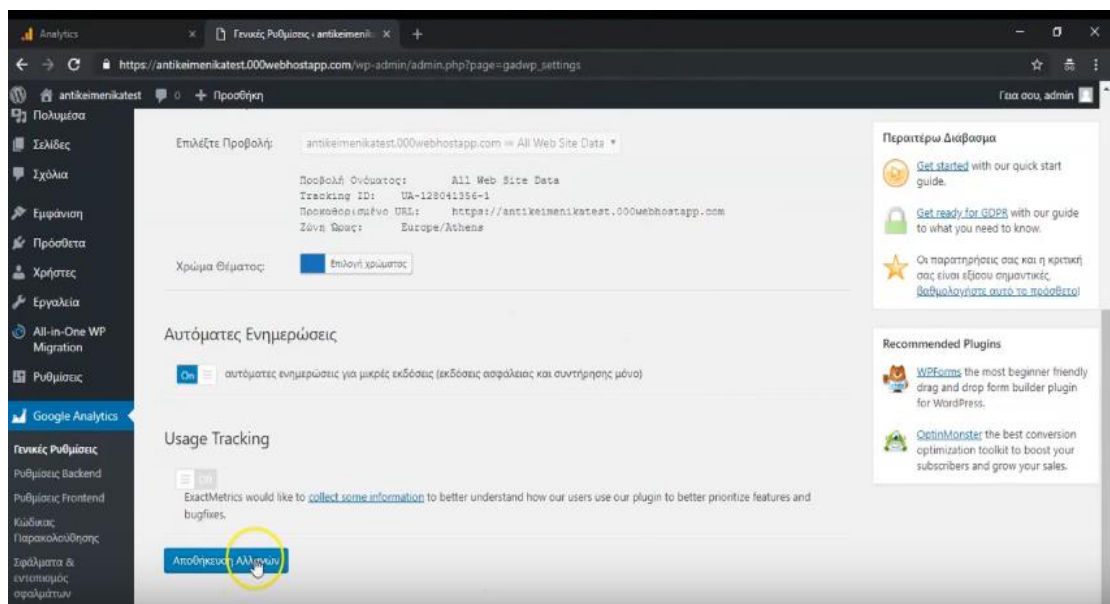 Analytics
Γενικές Ρυθμίσεις ‹ antikeimenik
https://antikeimenikatest.000webhostapp.com/wp-admin/admin.php?page=gadwp_settings
antikeimenikatest 0 + Προσθήκη
Γεια σου, admin
Πολυμέσα
Σελίδες
Σχόλια
Εμφάνιση
Πρόσθετα
Χρήστες
Εργαλεία
All-in-One WP
Migration
Ρυθμίσεις
Google Analytics
Γενικές Ρυθμίσεις
Ρυθμίσεις Backend
Ρυθμίσεις Frontend
Κώδικας
Παρακολούθησης
Σφάλματα &
εντοπισμός
σφαλμάτων
Επιλέξτε Προβολή:
antikeimenikatest.000webhostapp.com ⇒ All Web Site Data
Προβολή Ονόματος: All Web Site Data
Tracking ID: UA-128041356-1
Προκαθορισμένο URL: https://antikeimenikatest.000webhostapp.com
Ζώνη Ώρας: Europe/Athens
Χρώμα Θέματος:
Επιλογή χρώματος
Αυτόματες Ενημερώσεις
On αυτόματες ενημερώσεις για μικρές εκδόσεις (εκδόσεις ασφάλειας και συντήρησης μόνο)
Usage Tracking
Off
ExactMetrics would like to collect some information to better understand how our users use our plugin to better prioritize features and
bugfixes.
Αποθήκευση Αλλαγών
Περαιτέρω Διάβασμα
Get started with our quick start
guide.
Get ready for GDPR with our guide
to what you need to know.
Οι παρατηρήσεις σας και η κριτική
σας είναι εξίσου σημαντικές,
βαθμολογήστε αυτό το πρόσθετο!
Recommended Plugins
WPForms the most beginner friendly
drag and drop form builder plugin
for WordPress.
OptinMonster the best conversion
optimization toolkit to boost your
subscribers and grow your sales.